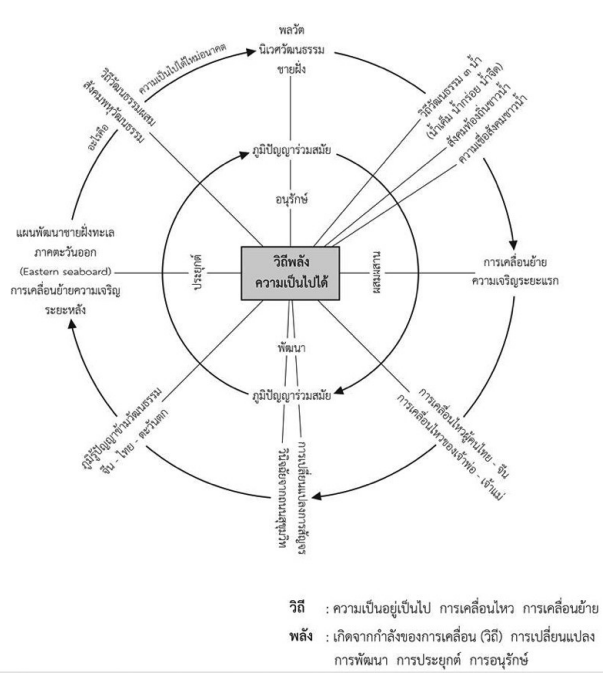 พลวัต
นิเวศวัฒนธรรม
ชายฝั่ง
ความเป็นไปได้ใหม่อนาคต
วิถีวัฒนธรรมผสม
สังคมพหุวัฒนธรรม
อะไรคือ
วิถีวัฒนธรรม ๓ น้ำ
(น้ำเค็ม น้ำกร่อย น้ำจืด)
สังคมท้องถิ่นชาวน้ำ
ความเชื่อสังคมชาวน้ำ
ภูมิปัญญาร่วมสมัย
อนุรักษ์
แผนพัฒนาชายฝั่งทะเล
ภาคตะวันออก
(Eastern seaboard)
การเคลื่อนย้ายความเจริญ
ระยะหลัง
ประยุกต์
วิถีพลัง
ความเป็นไปได้
ผสมผสาน
การเคลื่อนย้าย
ความเจริญระยะแรก
พัฒนา
ภูมิปัญญาร่วมสมัย
ภูมิรู้ปัญญาข้ามวัฒนธรรม
จีน - ไทย - ตะวันตก
การเปลี่ยนแปลงการสัญจร
วินิจฉัยจากถนนสุขุมวิท
การเคลื่อนไหวผู้คนไทย - จีน
การเคลื่อนไหวของเจ้าพ่อ - เจ้าแม่
วิถี : ความเป็นอยู่เป็นไป การเคลื่อนไหว การเคลื่อนย้าย
พลัง : เกิดจากกำลังของการเคลื่อน (วิถี) การเปลี่ยนแปลง
การพัฒนา การประยุกต์ การอนุรักษ์